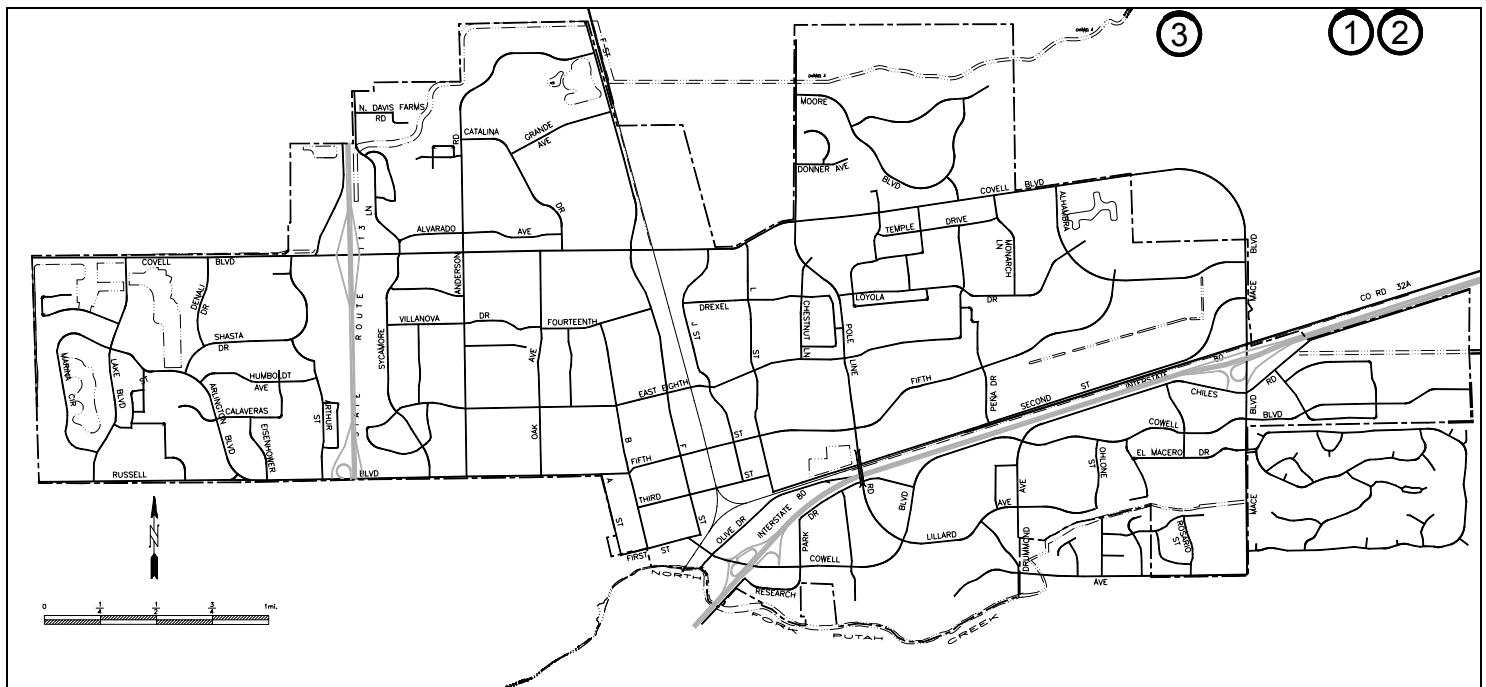 3
1
2
F ST
CHANNEL A
CHANNEL A
N. DAVIS FARMS
RD
RD
CATALINA
GRANDE
AVE
DR
MOORE
BLVD
DONNER AVE
COVELL BLVD
ALHAMBRA
LN
ALVARADO AVE
TEMPLE DRIVE
MONARCH
LN
BLVD
MACE
COVELL BLVD
ANDERSON
STATE ROUTE 113
DENALI
DR
SYCAMORE
VILLANOVA DR
FOURTEENTH
DREXEL
L ST
J ST
CHESTNUT
LN
LOYOLA DR
POLE
LINE
RD
CO RD 32A
SHASTA
DR
MARINA
CIR
LAKE
BLVD
ST
HUMBOLDT
AVE
ARLINGTON
BLVD
CALAVERAS
EISENHOWER
ARTHUR
ST
OAK
AVE
EAST EIGHTH
ST
FIFTH
PEÑA DR
SECOND ST
INTERSTATE 80
CHILES
RD
BLVD
COWELL BLVD
RUSSELL BLVD
B
F
ST
FIFTH
ST
THIRD
A
ST
FIRST ST
OLIVE DR
INTERSTATE 80
PARK
DR
BLVD
COWELL
RESEARCH
LILLARD
AVE
AVE
DRUMMOND
OHLONE
ST
EL MACERO DR
ROSARIO
ST
MACE
AVE
NORTH FORK PUTAH CREEK
N
0 1/4 1/2 3/4 1mi.